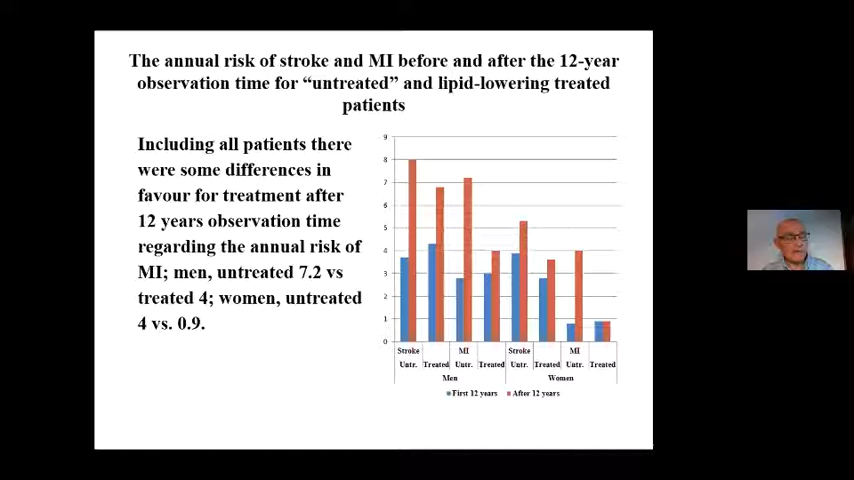 The annual risk of stroke and MI before and after the 12-year
observation time for “untreated” and lipid-lowering treated
patients
Including all patients there
were some differences in
favour for treatment after
12 years observation time
regarding the annual risk of
MI; men, untreated 7.2 vs
treated 4; women, untreated
4 vs. 0.9.
9
8
7
6
5
4
3
2
1
0
Stroke MI Stroke MI
Untr. Treated Untr. Treated Untr. Treated Untr. Treated
Men Women
First 12 years After 12 years